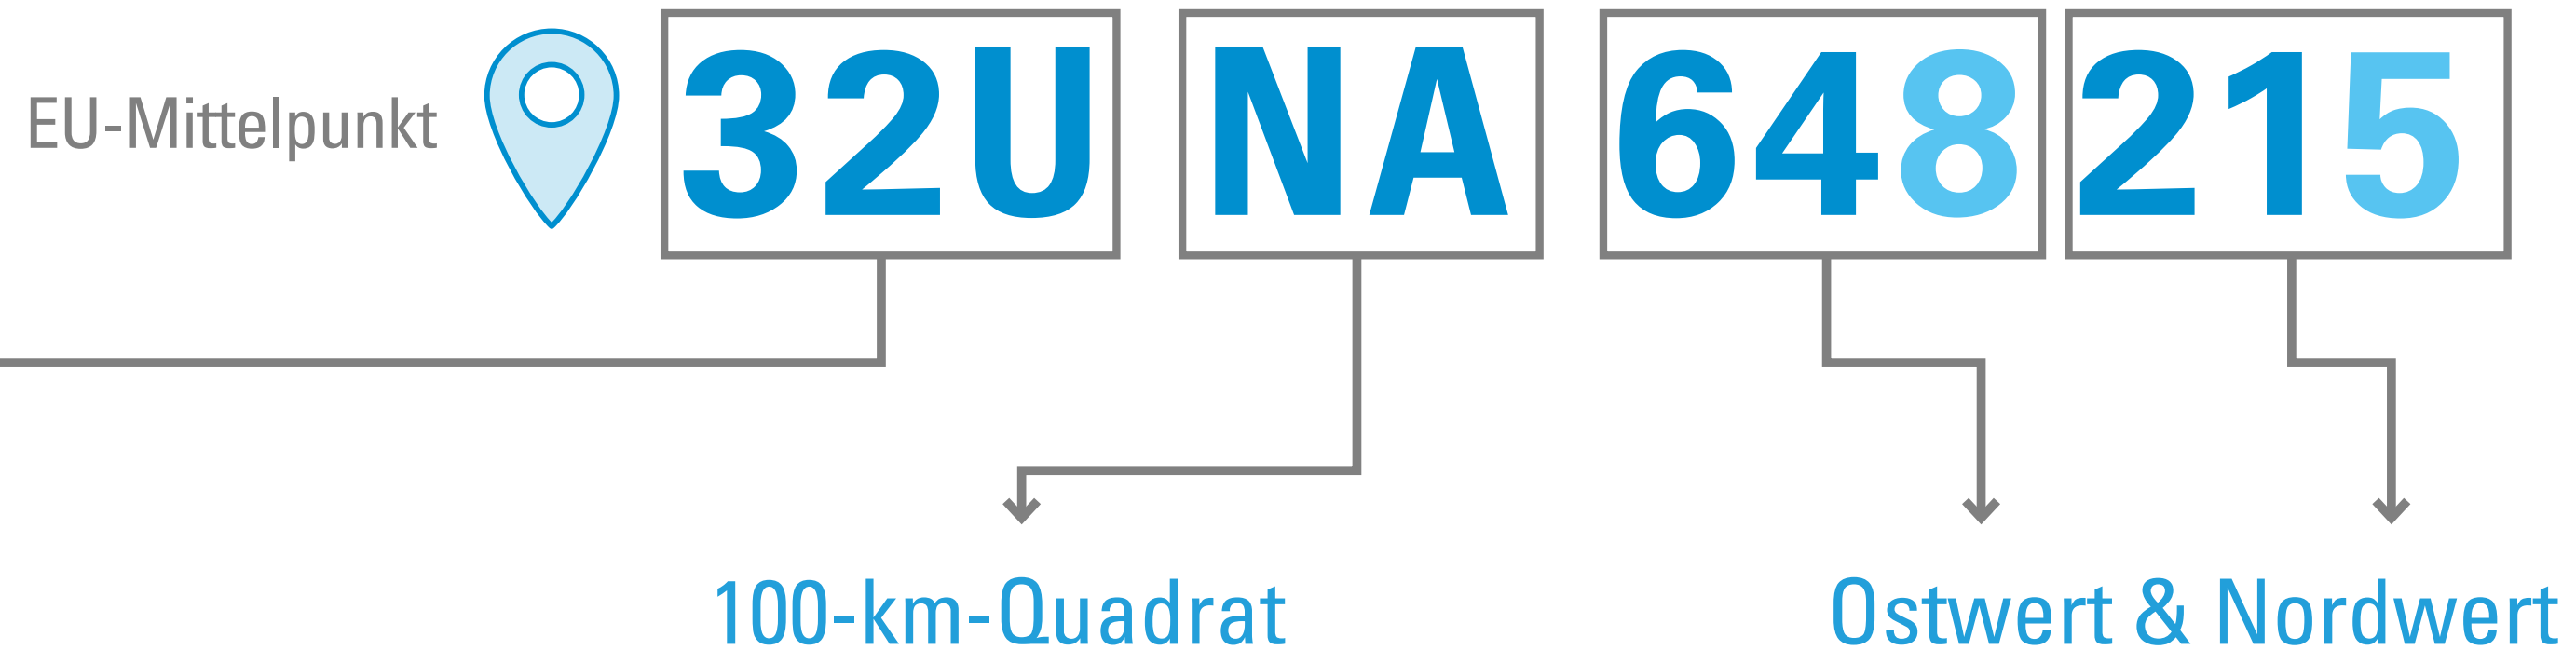 EU-Mittelpunkt 32U NA 648 215
100-km-Quadrat Ostwert & Nordwert